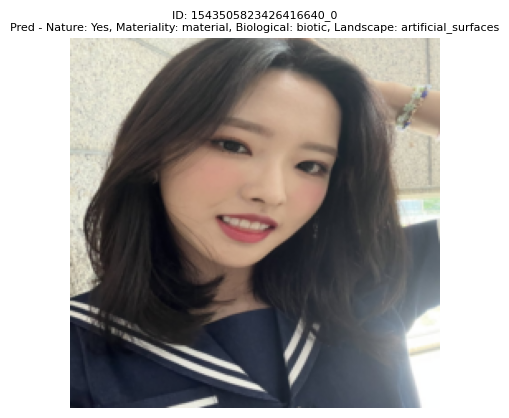 ID: 1543505823426416640_0
Pred - Nature: Yes, Materiality: material, Biological: biotic, Landscape: artificial_surfaces